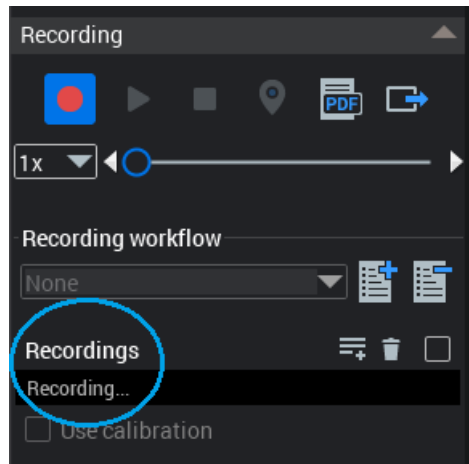 Recording
PDF
1x
Recording workflow
None
Recordings
Recording...
Use calibration